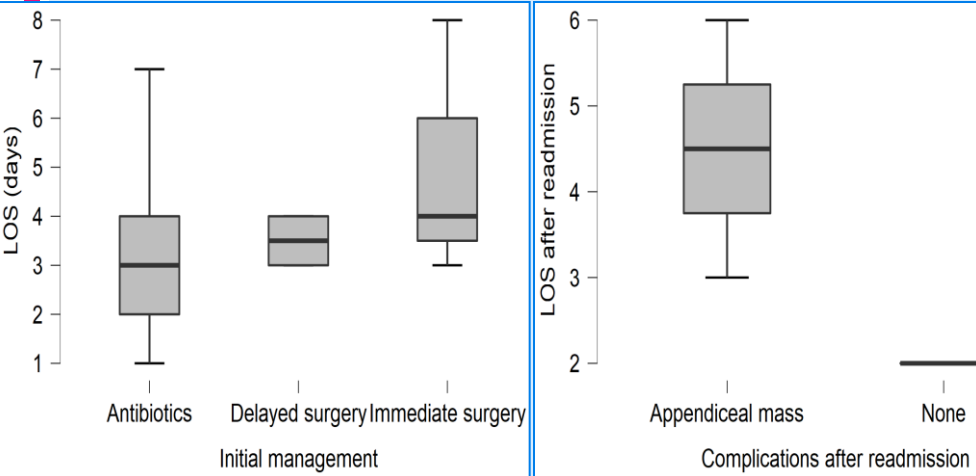 LOS (days)
8
7
6
5
4
3
2
1
Antibiotics Delayed surgery Immediate surgery
Initial management
LOS after readmission
6
5
4
3
2
Appendiceal mass None
Complications after readmission